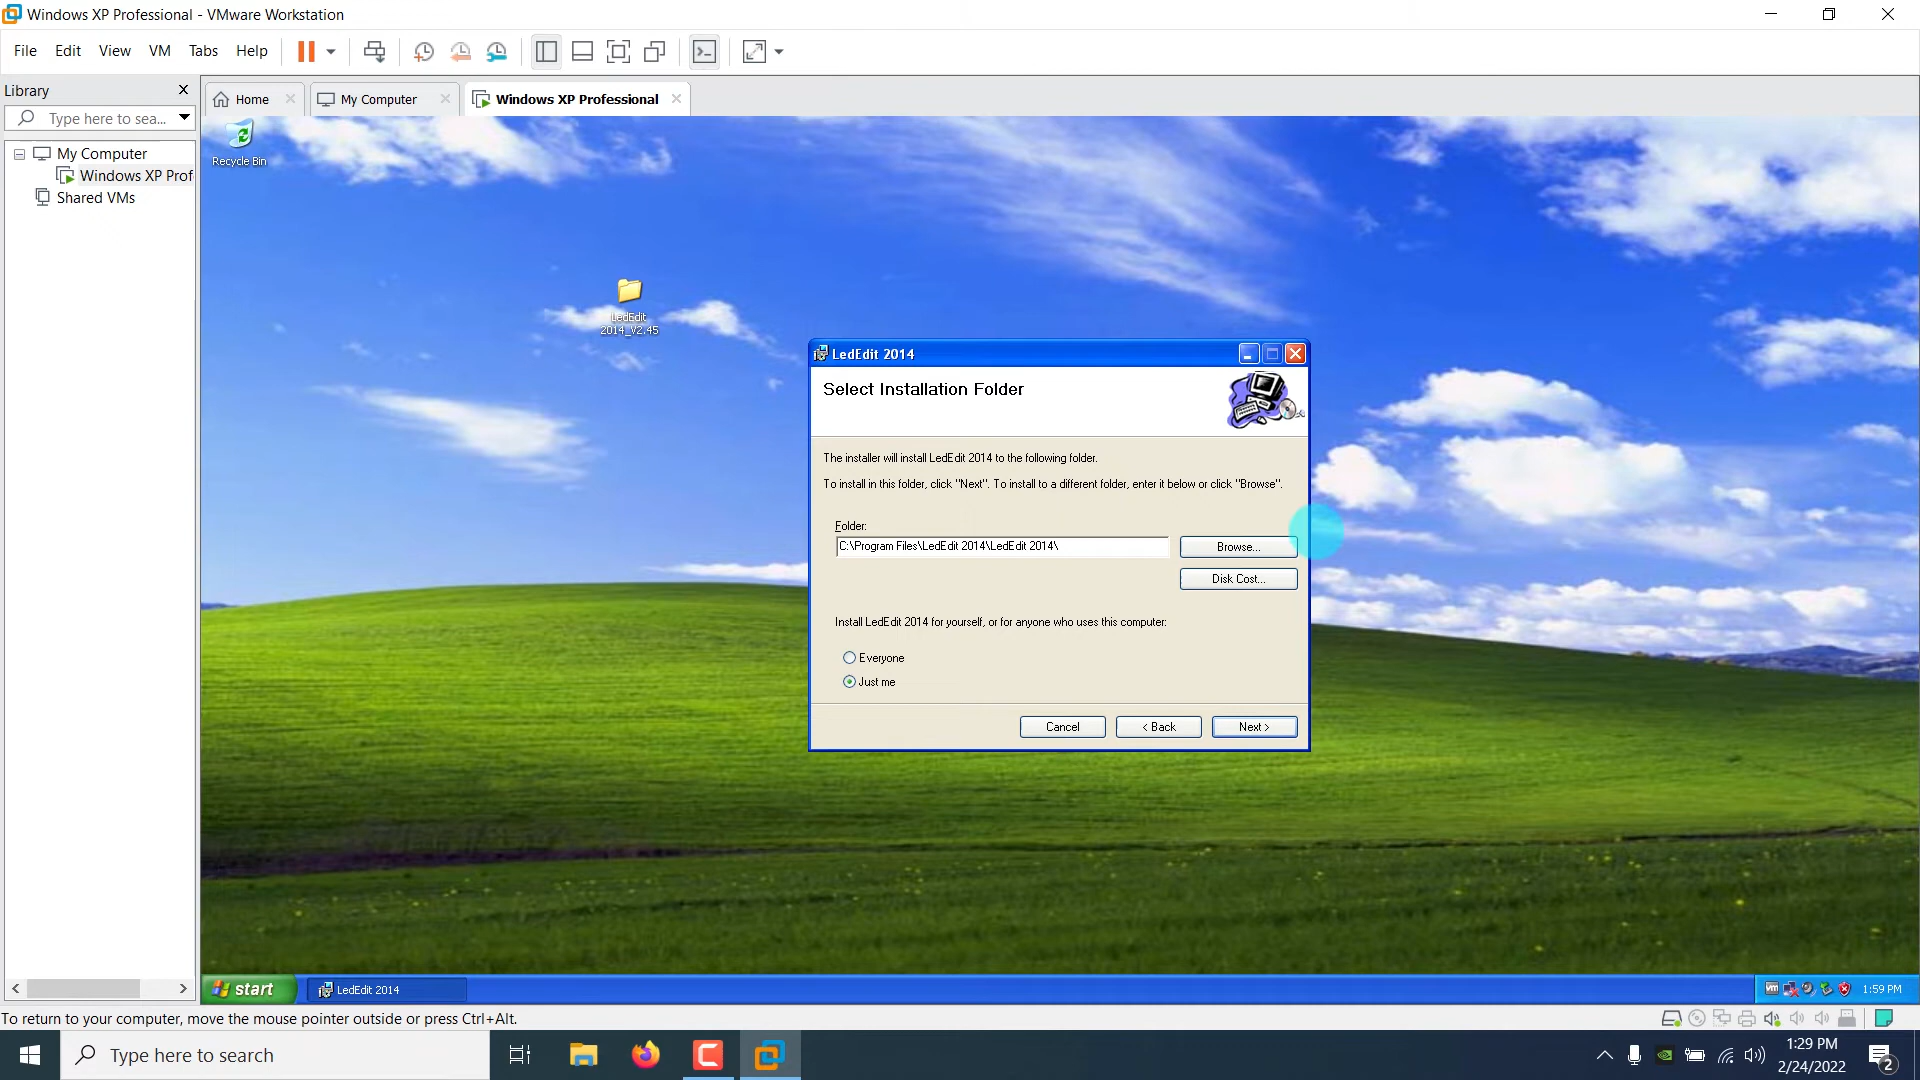 Windows XP Professional - VMware Workstation
File Edit View VM Tabs Help
Library
Type here to sea...
My Computer
Windows XP Prof
Shared VMs
Home
My Computer
Windows XP Professional
Recycle Bin
LedEdit
2014_V2.45
LedEdit 2014
Select Installation Folder
The installer will install LedEdit 2014 to the following folder.
To install in this folder, click "Next". To install to a different folder, enter it below or click "Browse".
Folder:
C:\Program Files\LedEdit 2014\LedEdit 2014\
Browse...
Disk Cost...
Install LedEdit 2014 for yourself, or for anyone who uses this computer:
Everyone
Just me
Cancel
< Back
Next >
start
LedEdit 2014
1:59 PM
To return to your computer, move the mouse pointer outside or press Ctrl+Alt.
Type here to search
1:29 PM
2/24/2022
2